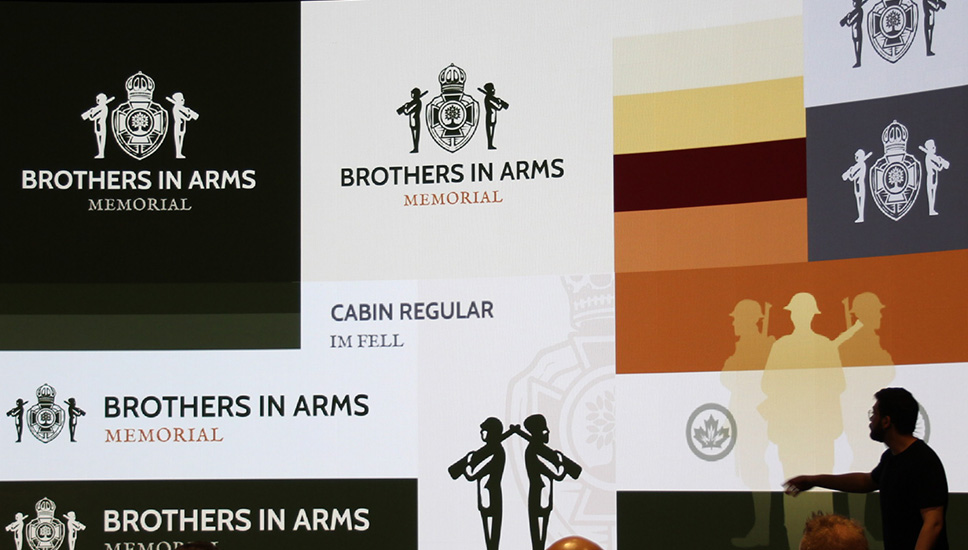 BROTHERS IN ARMS
MEMORIAL
BROTHERS IN ARMS
MEMORIAL
CABIN REGULAR
IM FELL
BROTHERS IN ARMS
MEMORIAL
BROTHERS IN ARMS
MEMORIAL